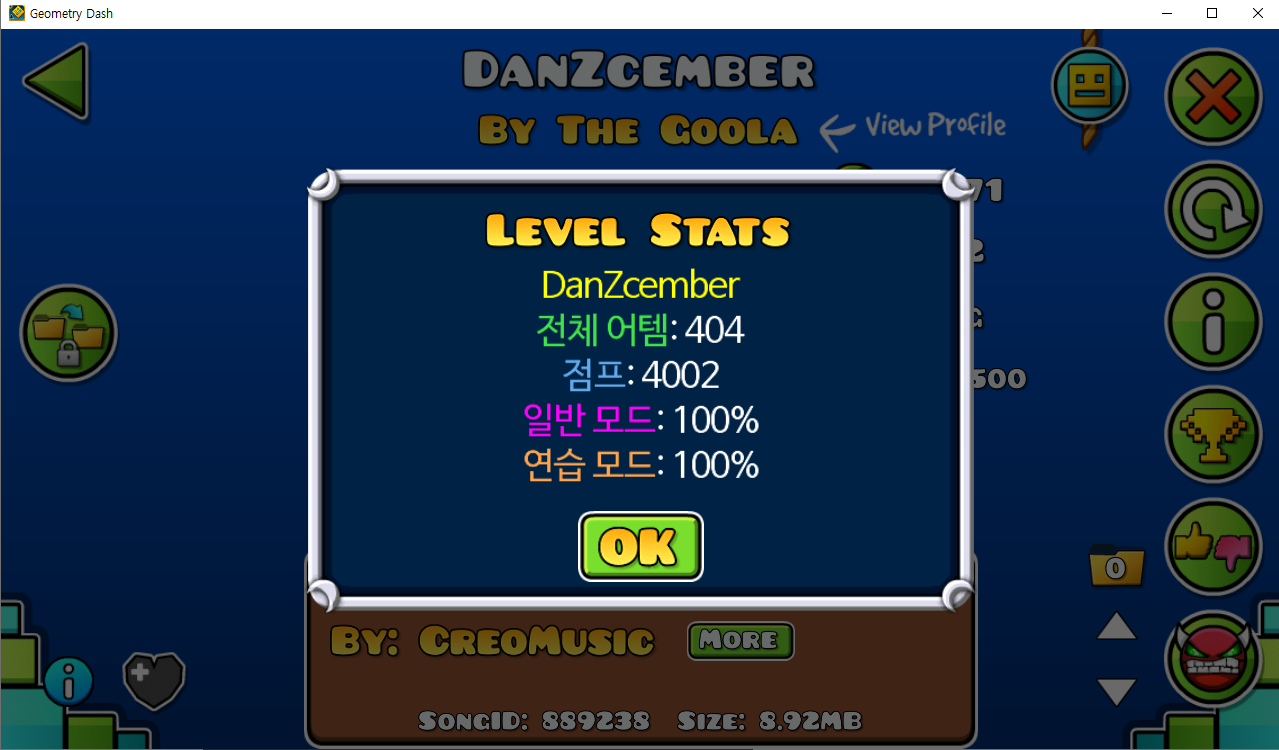 Geometry Dash
DanZcember
By The Goola
View Profile
Level Stats
DanZcember
전체 어템: 404
점프: 4002
일반 모드: 100%
연습 모드: 100%
OK
0
By: CreoMusic
More
SongID: 889238 Size: 8.92MB